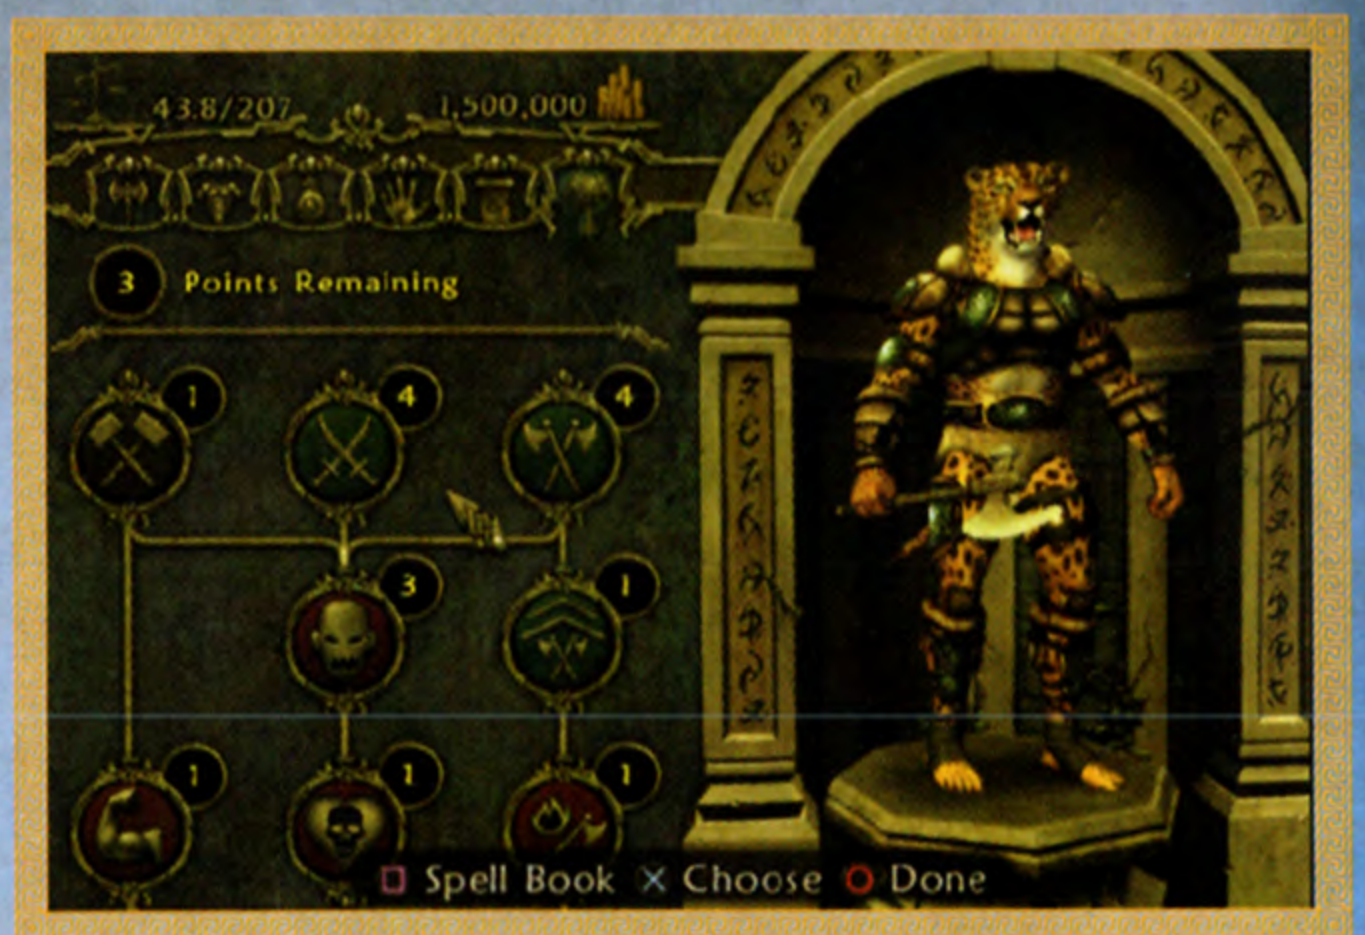 43.8/207 1,500,000
3 Points Remaining
1 4 4
3 1
1 1 1
Spell Book Choose Done